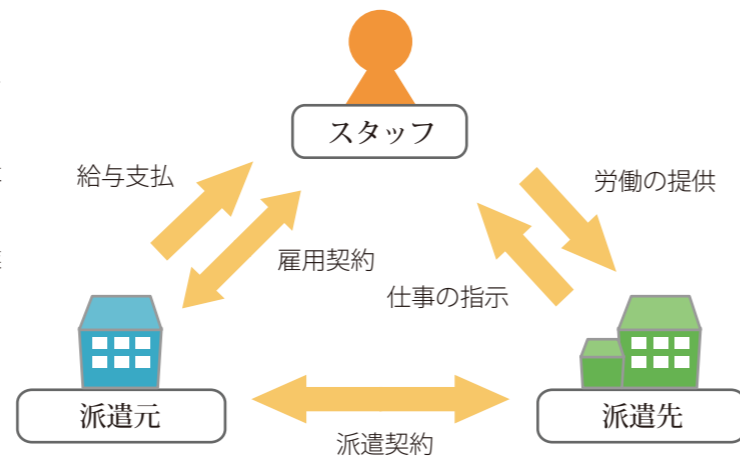 スタッフ
給与支払
労働の提供
雇用契約
仕事の指示
派遣元
派遣先
派遣契約